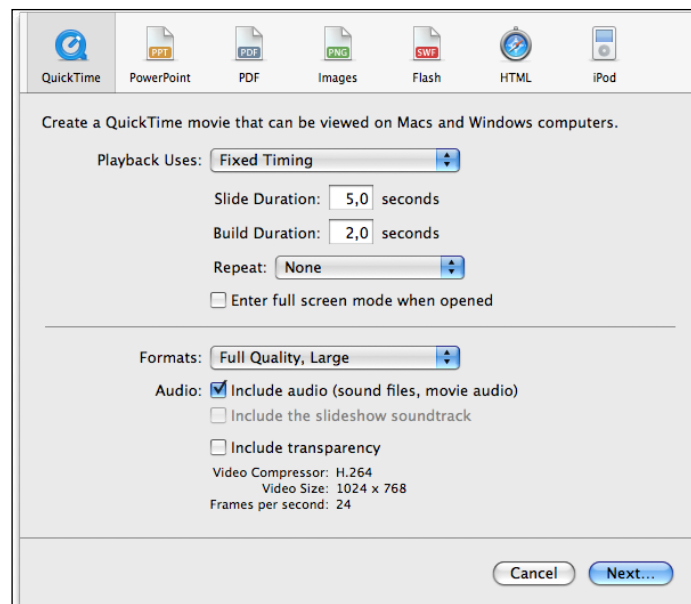 PPT PDF PNG SWF
QuickTime PowerPoint PDF Images Flash HTML iPod
Create a QuickTime movie that can be viewed on Macs and Windows computers.
Playback Uses: Fixed Timing
Slide Duration: 5,0 seconds
Build Duration: 2,0 seconds
Repeat: None
Enter full screen mode when opened
Formats: Full Quality, Large
Audio: Include audio (sound files, movie audio)
Include the slideshow soundtrack
Include transparency
Video Compressor: H.264
Video Size: 1024 x 768
Frames per second: 24
Cancel Next...